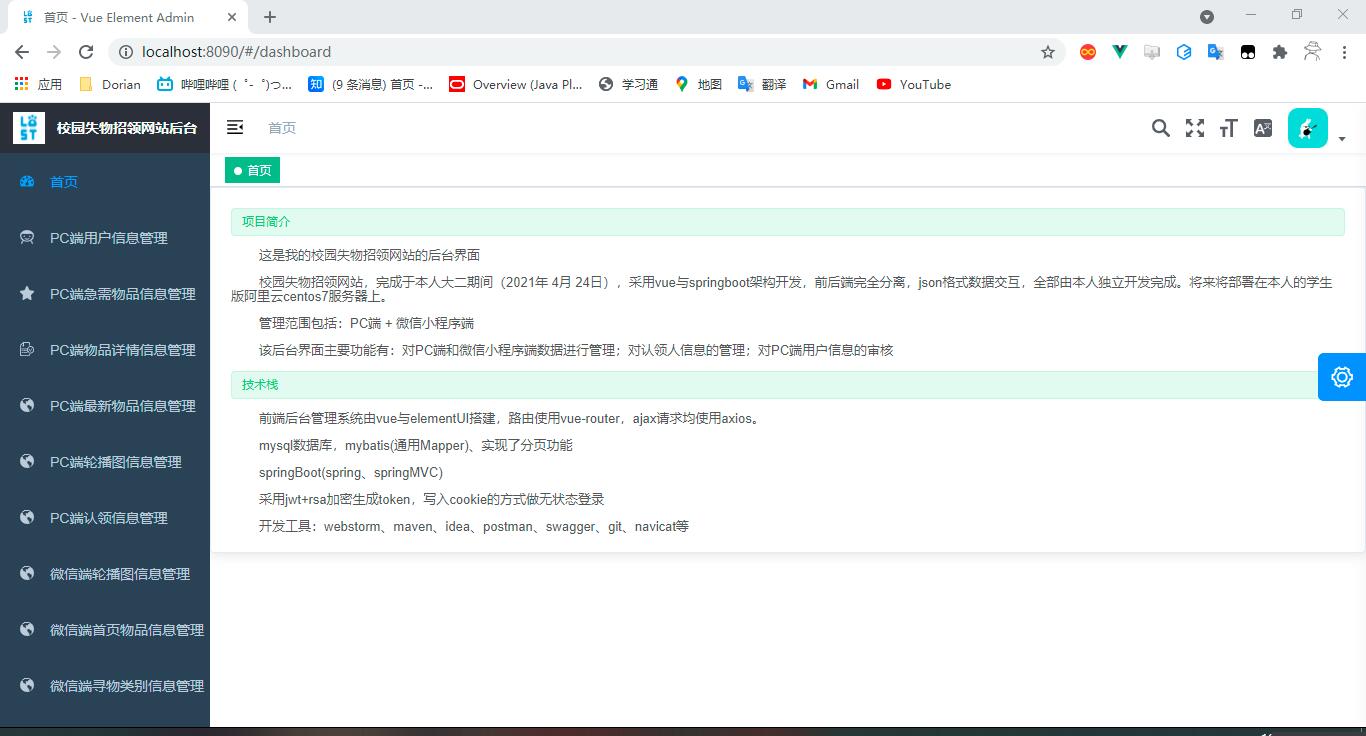 首页 - Vue Element Admin
localhost:8090/#/dashboard
应用 Dorian 哔哩哔哩 ( ゜- ゜)つ... 知 (9 条消息) 首页 -... Overview (Java Pl... 学习通 地图 翻译 Gmail YouTube
LOST 校园失物招领网站后台
首页
首页
首页
PC端用户信息管理
PC端急需物品信息管理
PC端物品详情信息管理
PC端最新物品信息管理
PC端轮播图信息管理
PC端认领信息管理
微信端轮播图信息管理
微信端首页物品信息管理
微信端寻物类别信息管理
项目简介
这是我的校园失物招领网站的后台界面
校园失物招领网站，完成于本人大二期间（2021年 4月 24日），采用vue与springboot架构开发，前后端完全分离，json格式数据交互，全部由本人独立开发完成。将来将部署在本人的学生
版阿里云centos7服务器上。
管理范围包括：PC端 + 微信小程序端
该后台界面主要功能有：对PC端和微信小程序端数据进行管理；对认领人信息的管理；对PC端用户信息的审核
技术栈
前端后台管理系统由vue与elementUI搭建，路由使用vue-router，ajax请求均使用axios。
mysql数据库，mybatis(通用Mapper)、实现了分页功能
springBoot(spring、springMVC)
采用jwt+rsa加密生成token，写入cookie的方式做无状态登录
开发工具：webstorm、maven、idea、postman、swagger、git、navicat等